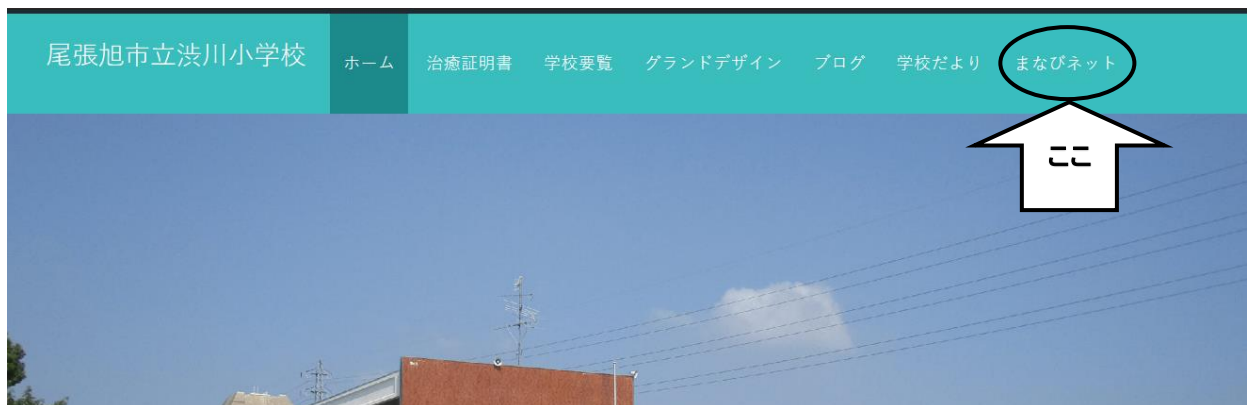 尾張旭市立渋川小学校 ホーム 治癒証明書 学校要覧 グランドデザイン ブログ 学校だより まなびネット
ここ